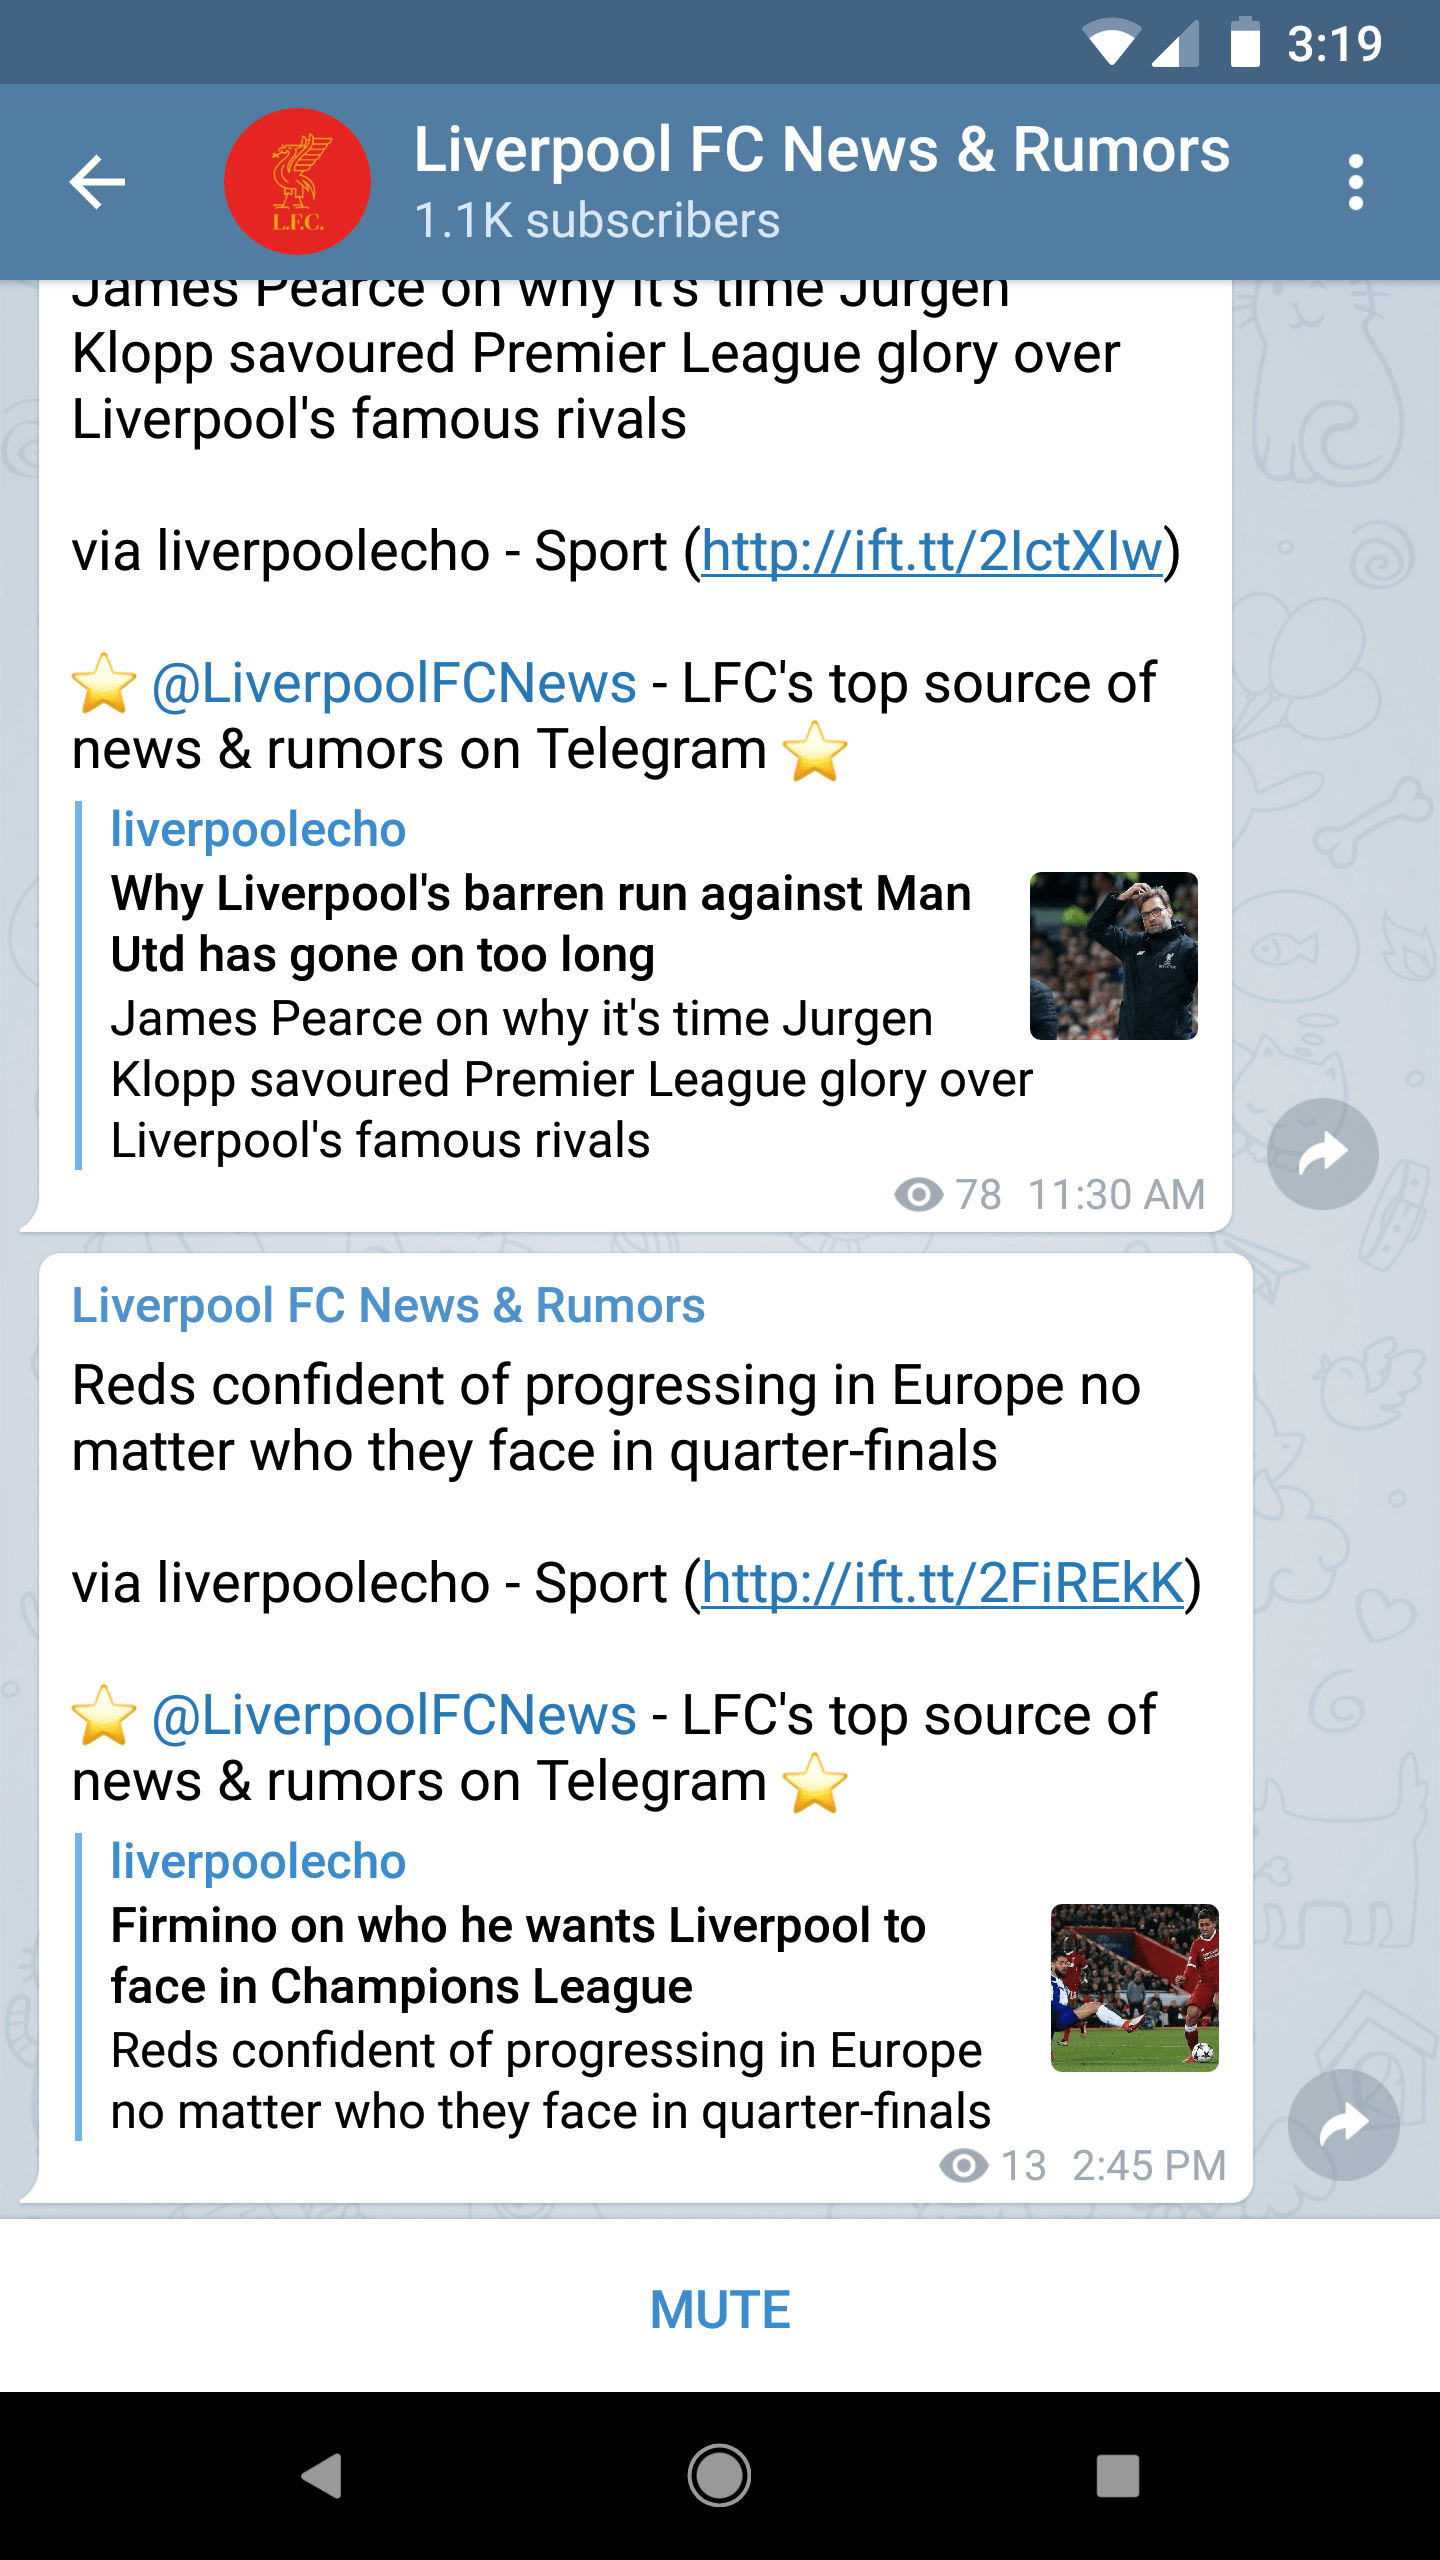 3:19
Liverpool FC News & Rumors
1.1K subscribers
L.F.C.
James Pearce on why it's time Jurgen
Klopp savoured Premier League glory over
Liverpool's famous rivals
via liverpoolecho - Sport (http://ift.tt/2IctXIw)
⭐ @LiverpoolFCNews - LFC's top source of
news & rumors on Telegram ⭐
liverpoolecho
Why Liverpool's barren run against Man
Utd has gone on too long
James Pearce on why it's time Jurgen
Klopp savoured Premier League glory over
Liverpool's famous rivals
78 11:30 AM
Liverpool FC News & Rumors
Reds confident of progressing in Europe no
matter who they face in quarter-finals
via liverpoolecho - Sport (http://ift.tt/2FiREkK)
⭐ @LiverpoolFCNews - LFC's top source of
news & rumors on Telegram ⭐
liverpoolecho
Firmino on who he wants Liverpool to
face in Champions League
Reds confident of progressing in Europe
no matter who they face in quarter-finals
13 2:45 PM
MUTE